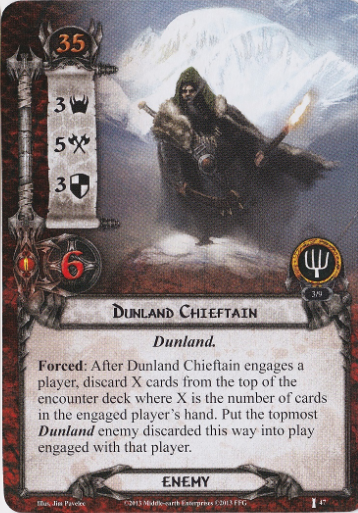 35
3
5
3
6
3/9
DUNLAND CHIEFTAIN
Dunland.
Forced: After Dunland Chieftain engages a
player, discard X cards from the top of the
encounter deck where X is the number of cards
in the engaged player's hand. Put the topmost
Dunland enemy discarded this way into play
engaged with that player.
ENEMY
Illus. Jim Pavelec ©2013 Middle-earth Enterprises ©2013 FFG 47